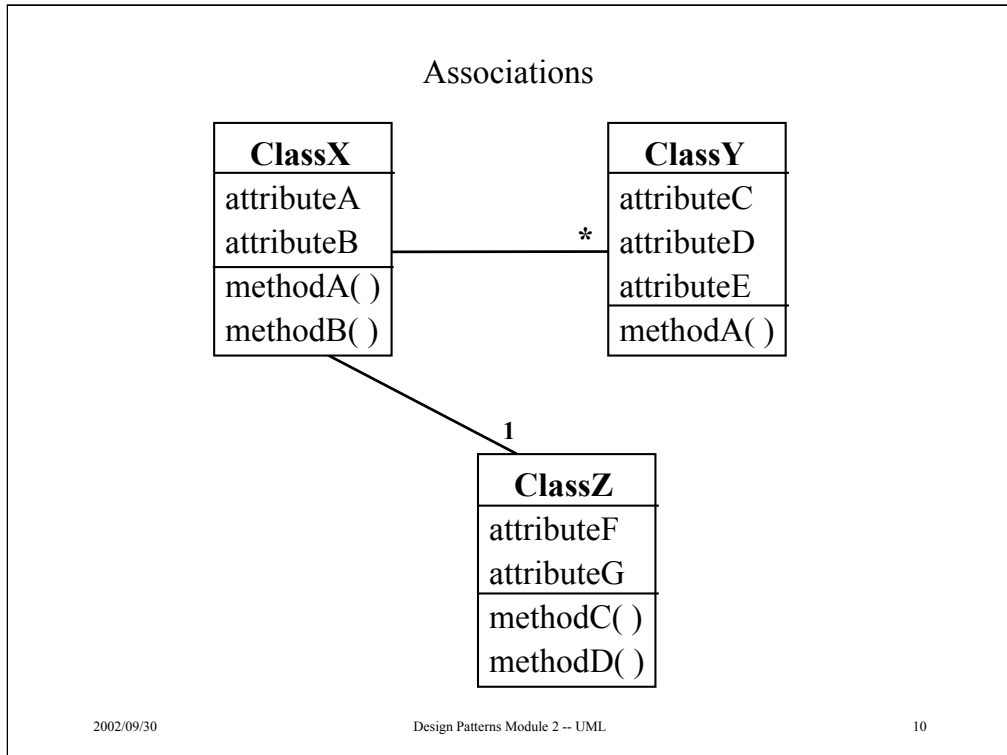 Associations
ClassX
attributeA
attributeB
methodA( )
methodB( )
*
ClassY
attributeC
attributeD
attributeE
methodA( )
1
ClassZ
attributeF
attributeG
methodC( )
methodD( )
2002/09/30
Design Patterns Module 2 -- UML
10